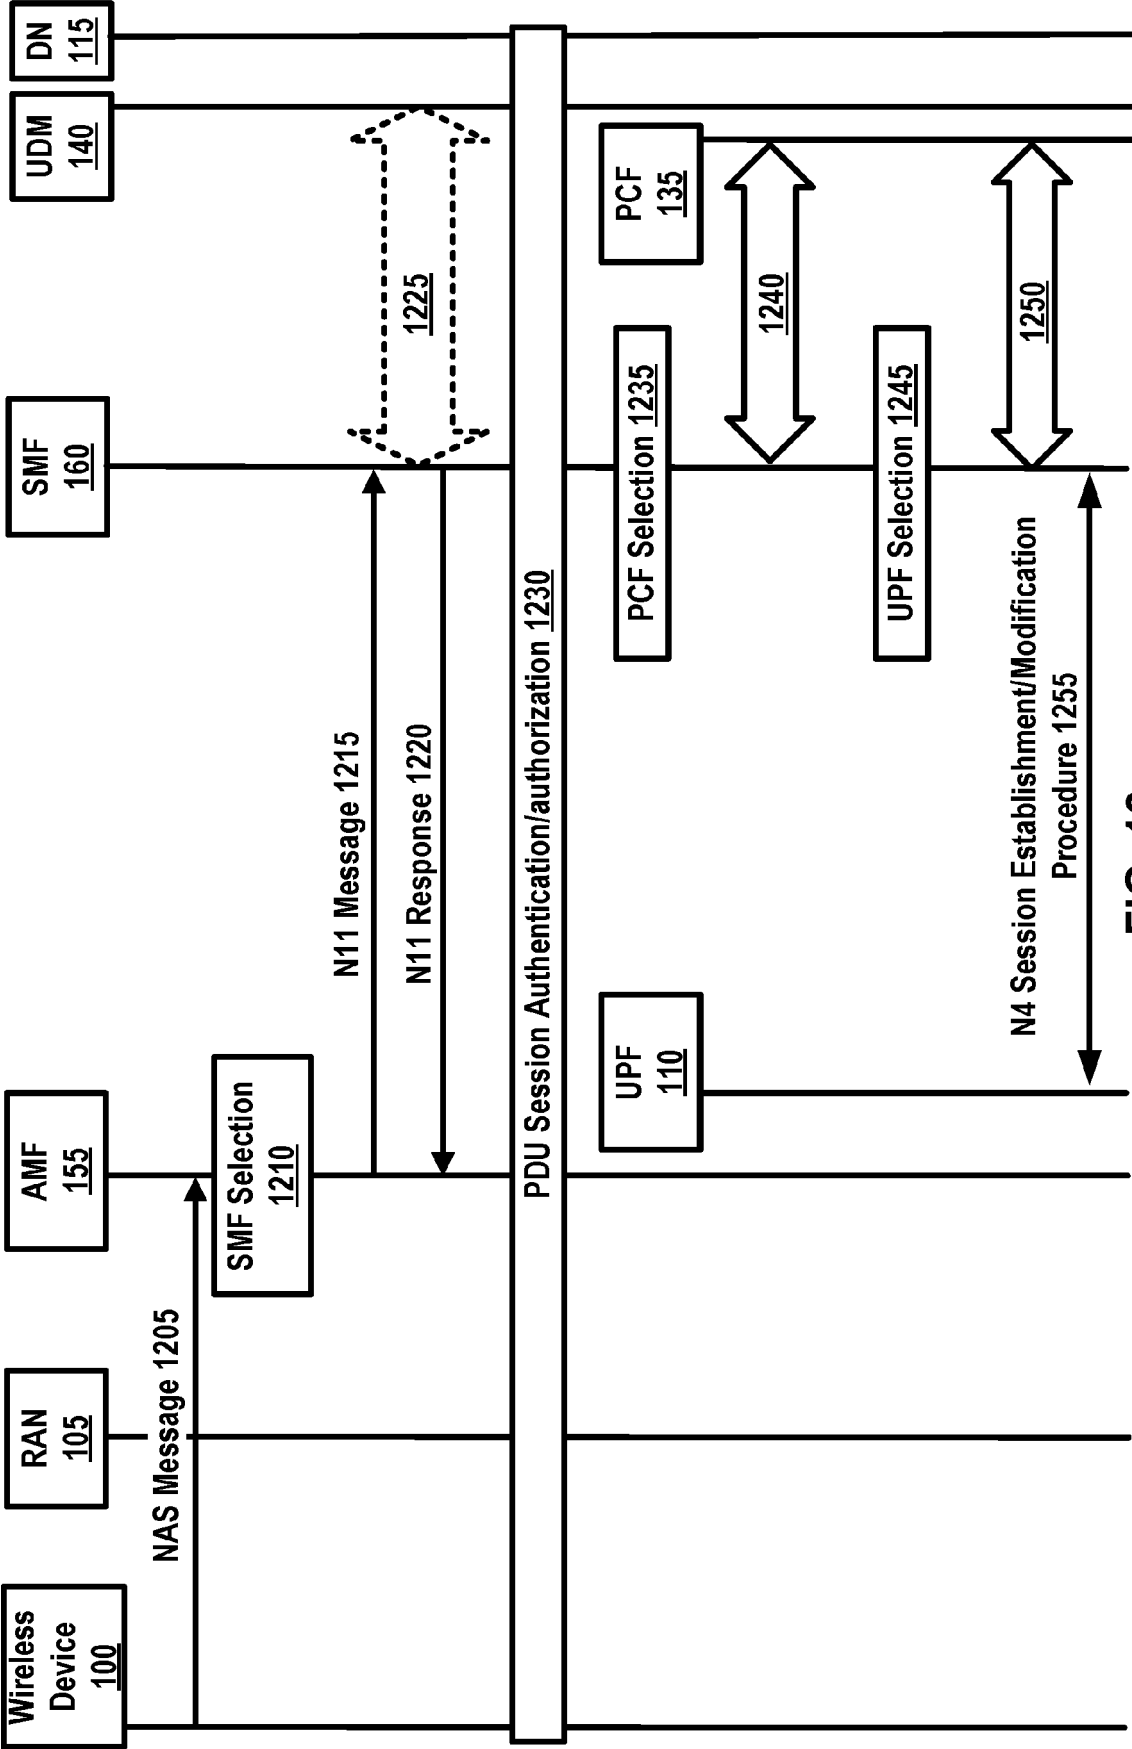 Wireless
Device
100
RAN
105
AMF
155
SMF
160
UDM
140
DN
115
NAS Message 1205
SMF Selection
1210
N11 Message 1215
N11 Response 1220
1225
PDU Session Authentication/authorization 1230
UPF
110
PCF
135
PCF Selection 1235
1240
UPF Selection 1245
1250
N4 Session Establishment/Modification
Procedure 1255